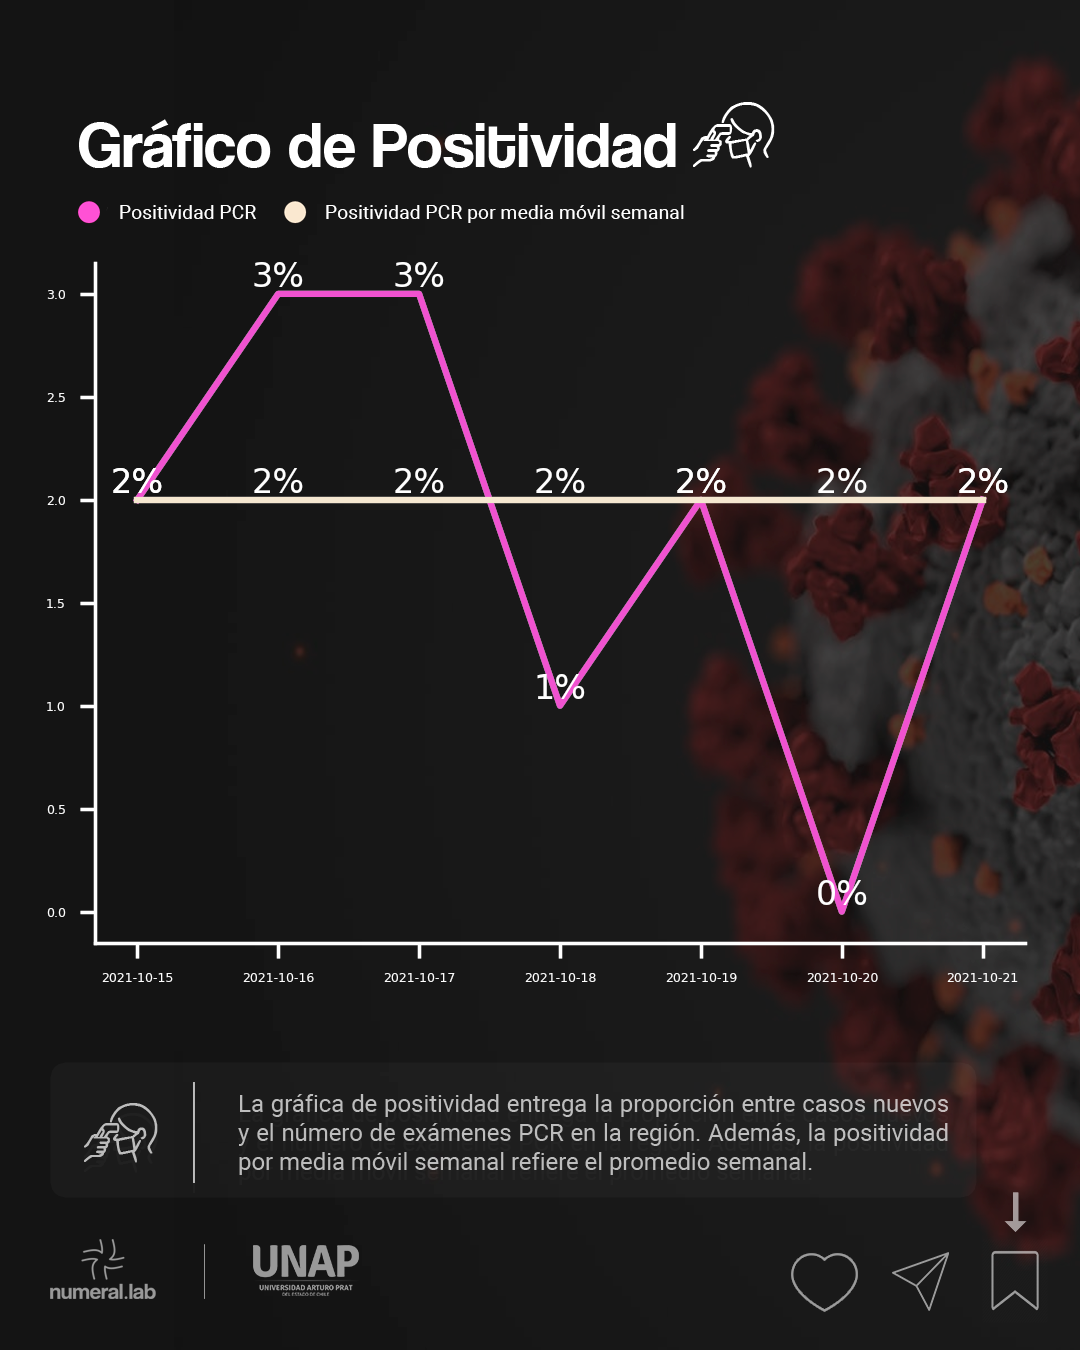 Gráfico de Positividad
Positividad PCR
Positividad PCR por media móvil semanal
3% 3%
3.0
2.5
2% 2% 2% 2% 2% 2% 2%
2.0
1.5
1%
1.0
0.5
0%
0.0
2021-10-15 2021-10-16 2021-10-17 2021-10-18 2021-10-19 2021-10-20 2021-10-21
La gráfica de positividad entrega la proporción entre casos nuevos
y el número de exámenes PCR en la región. Además, la positividad
por media móvil semanal refiere el promedio semanal.
numeral.lab
UNAP
UNIVERSIDAD ARTURO PRAT
DEL ESTADO DE CHILE